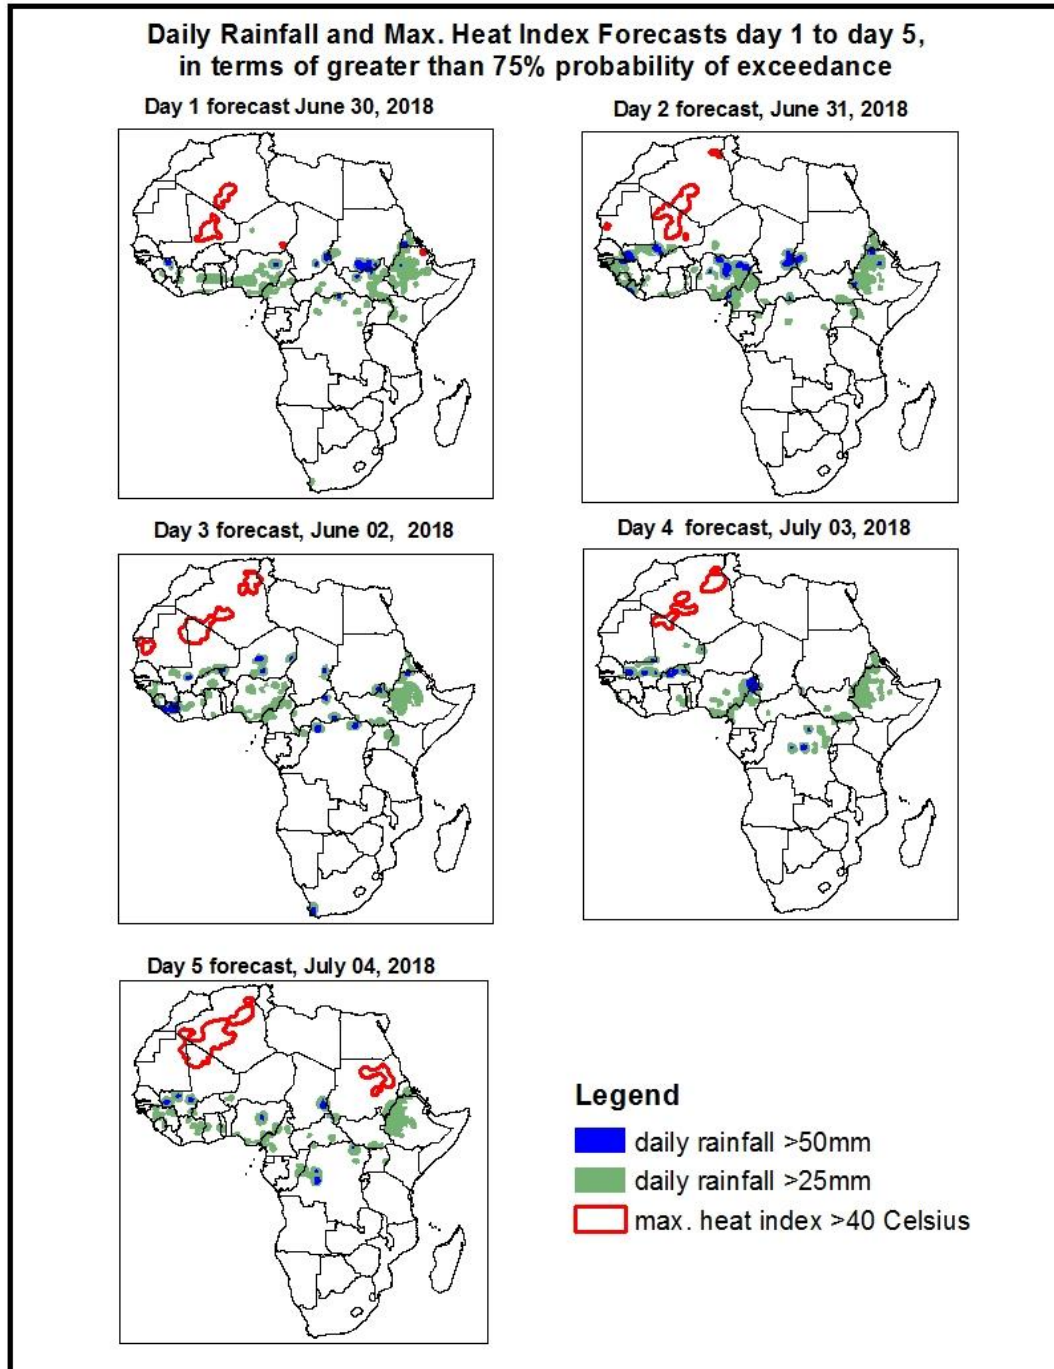 Daily Rainfall and Max. Heat Index Forecasts day 1 to day 5,
in terms of greater than 75% probability of exceedance
Day 1 forecast June 30, 2018
Day 2 forecast, June 31, 2018
Day 3 forecast, June 02, 2018
Day 4 forecast, July 03, 2018
Day 5 forecast, July 04, 2018
Legend
daily rainfall >50mm
daily rainfall >25mm
max. heat index >40 Celsius